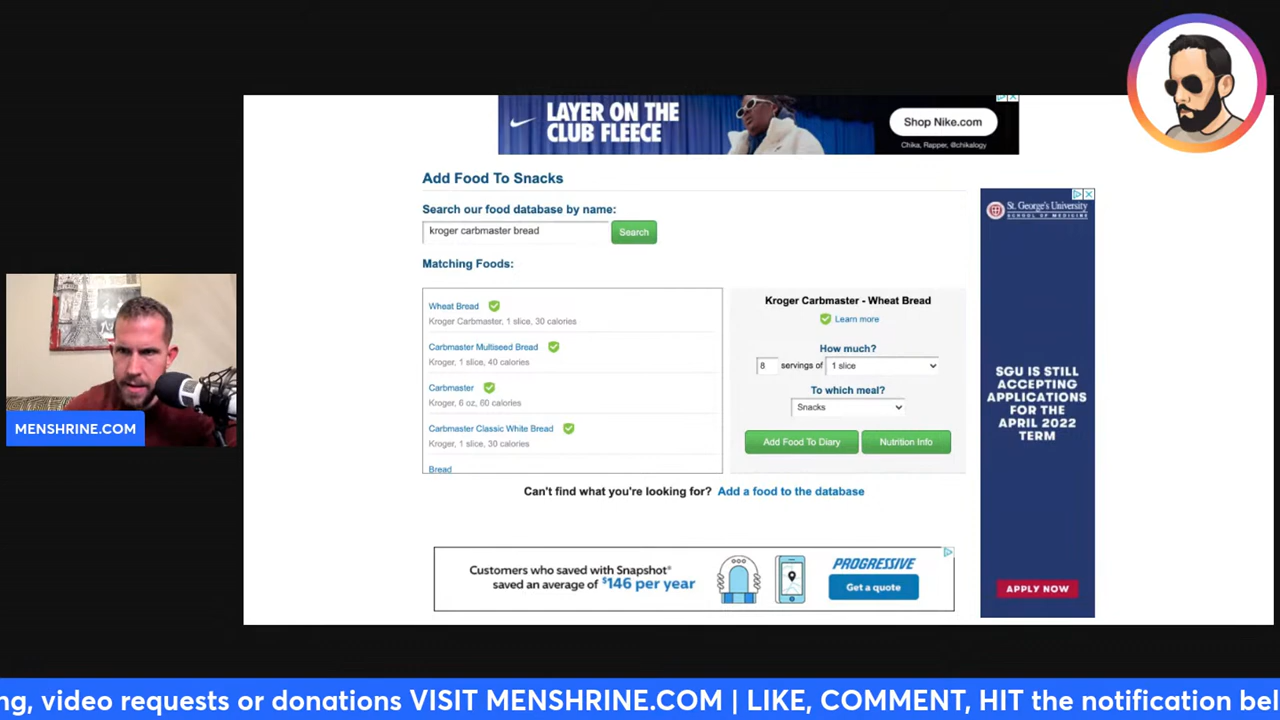 LAYER ON THE
CLUB FLEECE
Shop Nike.com
Chika, Rapper, @chikalogy
Add Food To Snacks
Search our food database by name:
kroger carbmaster bread
Search
Matching Foods:
Wheat Bread
Kroger Carbmaster, 1 slice, 30 calories
Carbmaster Multiseed Bread
Kroger, 1 slice, 40 calories
Carbmaster
Kroger, 6 oz, 60 calories
Carbmaster Classic White Bread
Kroger, 1 slice, 30 calories
Bread
Kroger Carbmaster - Wheat Bread
Learn more
How much?
8 servings of 1 slice
To which meal?
Snacks
Add Food To Diary
Nutrition Info
Can't find what you're looking for? Add a food to the database
St. George's University
SCHOOL OF MEDICINE
SGU IS STILL
ACCEPTING
APPLICATIONS
FOR THE
APRIL 2022
TERM
APPLY NOW
Customers who saved with Snapshot®
saved an average of $146 per year
PROGRESSIVE
Get a quote
MENSHRINE.COM
ng, video requests or donations VISIT MENSHRINE.COM | LIKE, COMMENT, HIT the notification bel